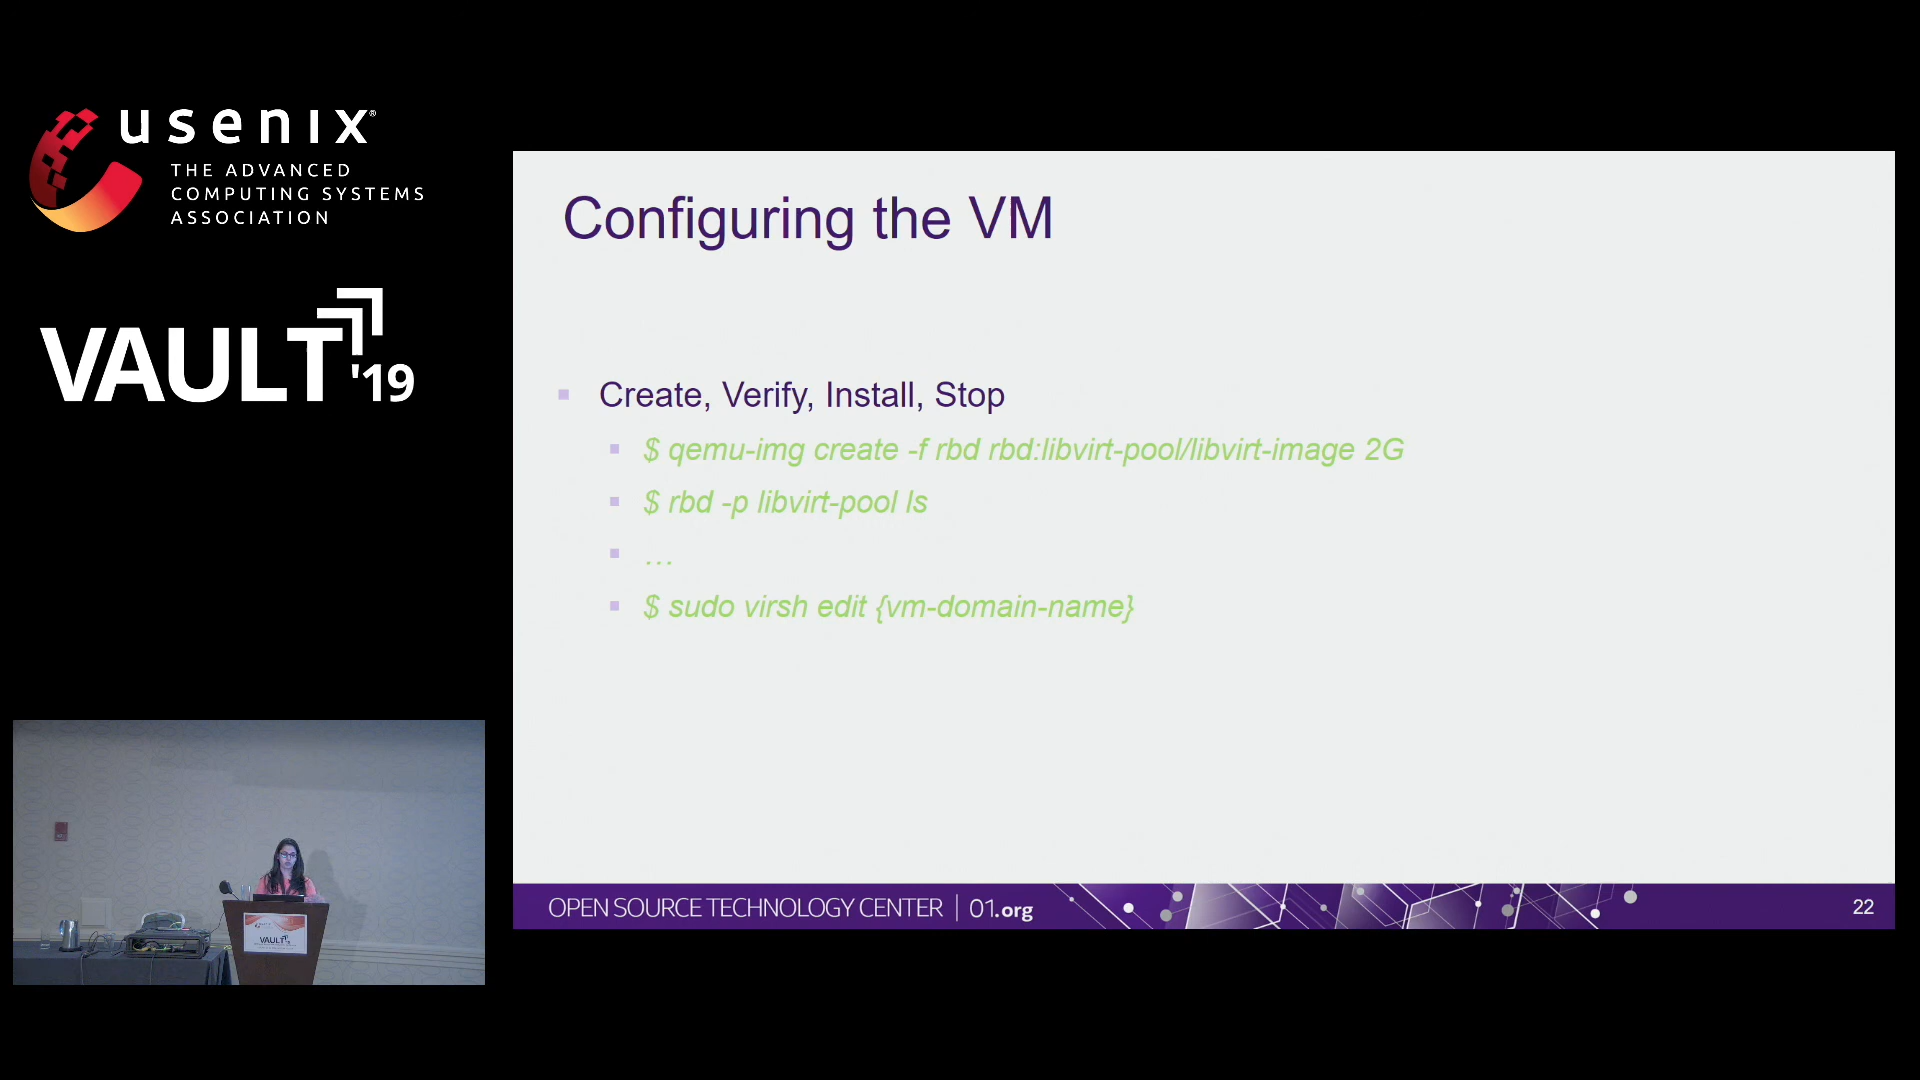 usenix®
THE ADVANCED
COMPUTING SYSTEMS
ASSOCIATION
VAULT '19
Configuring the VM
Create, Verify, Install, Stop
$ qemu-img create -f rbd rbd:libvirt-pool/libvirt-image 2G
$ rbd -p libvirt-pool ls
…
$ sudo virsh edit {vm-domain-name}
OPEN SOURCE TECHNOLOGY CENTER | 01.org
22
VAULT